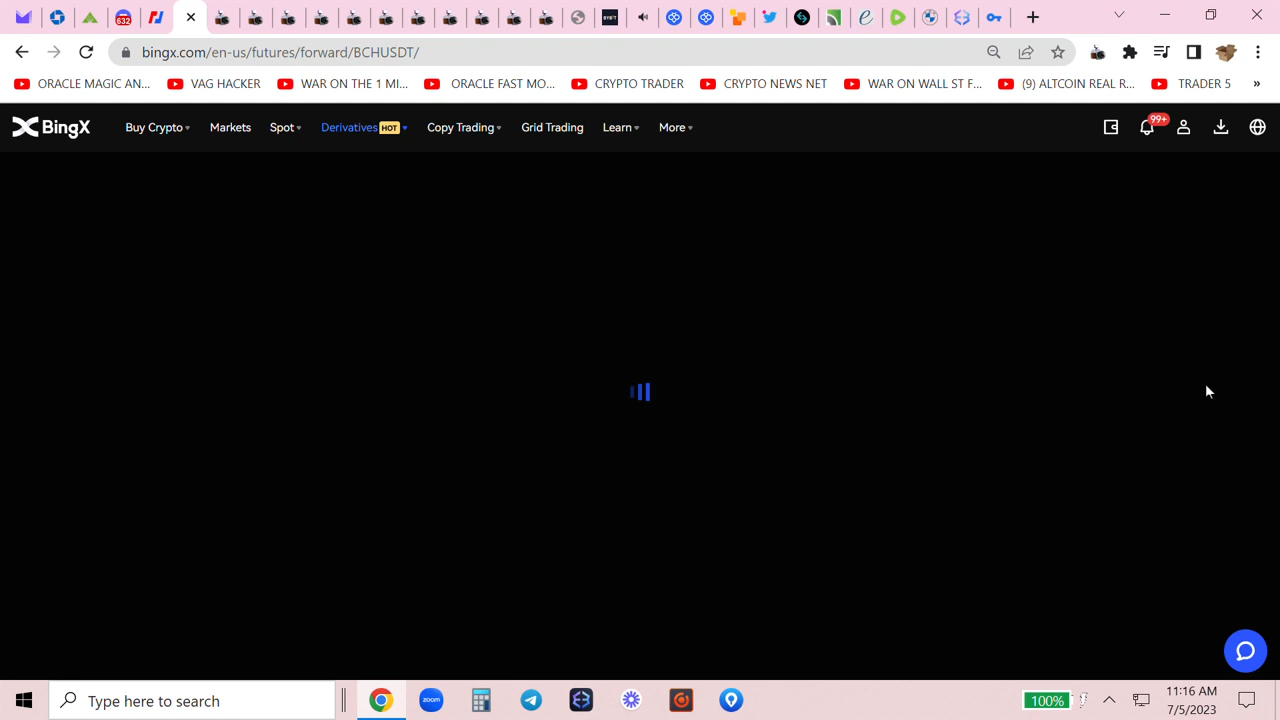 632
BYBIT
bingx.com/en-us/futures/forward/BCHUSDT/
ORACLE MAGIC AN...
VAG HACKER
WAR ON THE 1 MI...
ORACLE FAST MO...
CRYPTO TRADER
CRYPTO NEWS NET
WAR ON WALL ST F...
(9) ALTCOIN REAL R...
TRADER 5
»
BingX
Buy Crypto
Markets
Spot
Derivatives HOT
Copy Trading
Grid Trading
Learn
More
99+
Type here to search
zoom
100%
11:16 AM
7/5/2023